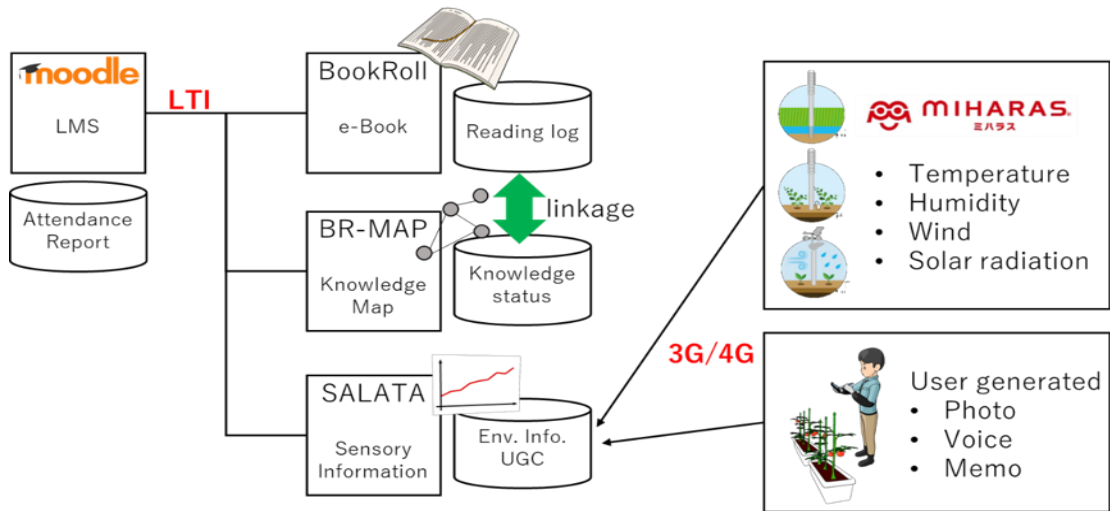 moodle
LMS
Attendance
Report
LTI
BookRoll
e-Book
Reading log
linkage
BR-MAP
Knowledge
Map
Knowledge
status
SALATA
Sensory
Information
Env. Info.
UGC
3G/4G
MIHARAS®
ミハラス
• Temperature
• Humidity
• Wind
• Solar radiation
User generated
• Photo
• Voice
• Memo